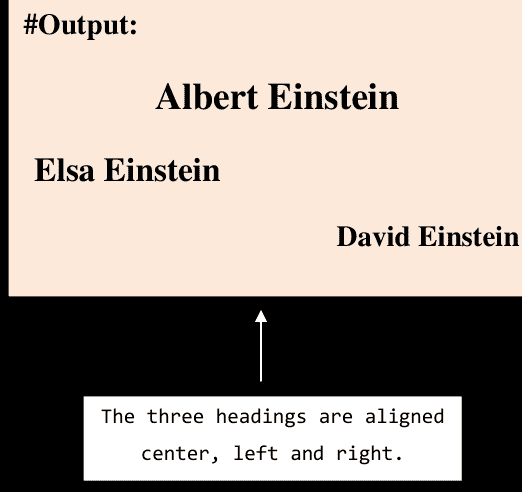 #Output:
Albert Einstein
Elsa Einstein
David Einstein
The three headings are aligned
center, left and right.